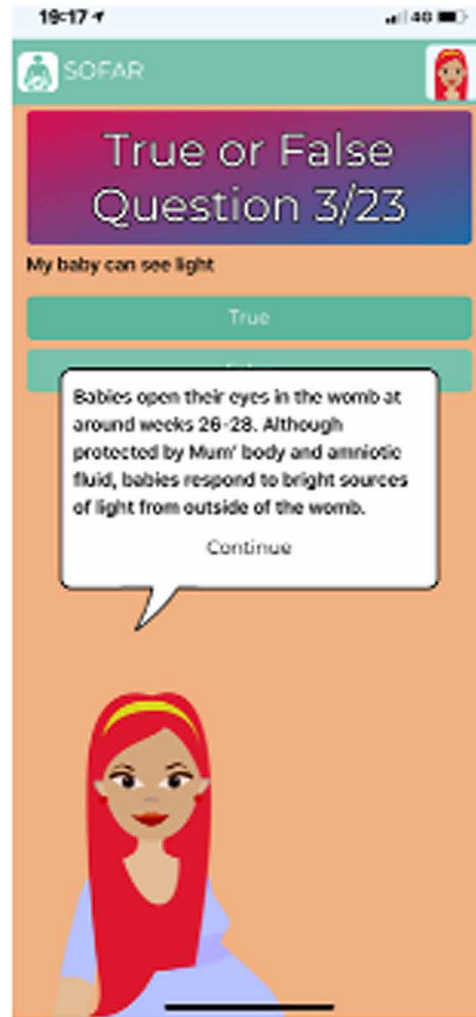 19:17
4G
SOFAR
True or False
Question 3/23
My baby can see light
True
Babies open their eyes in the womb at
around weeks 26-28. Although
protected by Mum' body and amniotic
fluid, babies respond to bright sources
of light from outside of the womb.
Continue